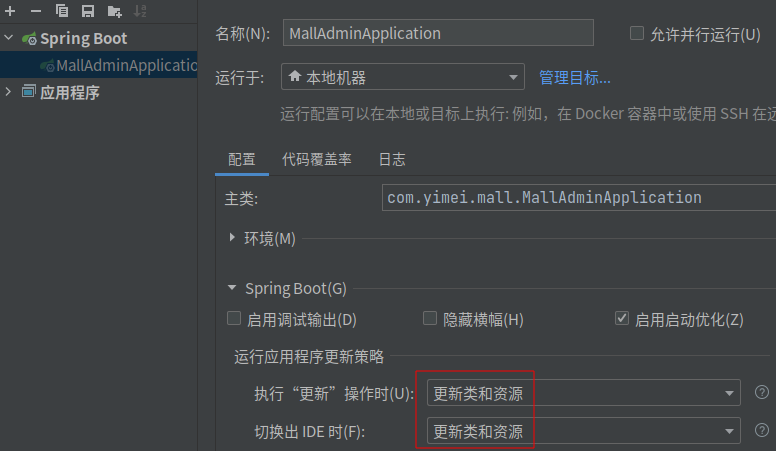 Spring Boot
MallAdminApplicatio
应用程序
名称(N):
MallAdminApplication
允许并行运行(U)
运行于:
本地机器
管理目标...
运行配置可以在本地或目标上执行: 例如，在 Docker 容器中或使用 SSH 在远
配置
代码覆盖率
日志
主类:
com.yimei.mall.MallAdminApplication
环境(M)
Spring Boot(G)
启用调试输出(D)
隐藏横幅(H)
启用启动优化(Z)
运行应用程序更新策略
执行“更新”操作时(U):
更新类和资源
切换出 IDE 时(F):
更新类和资源